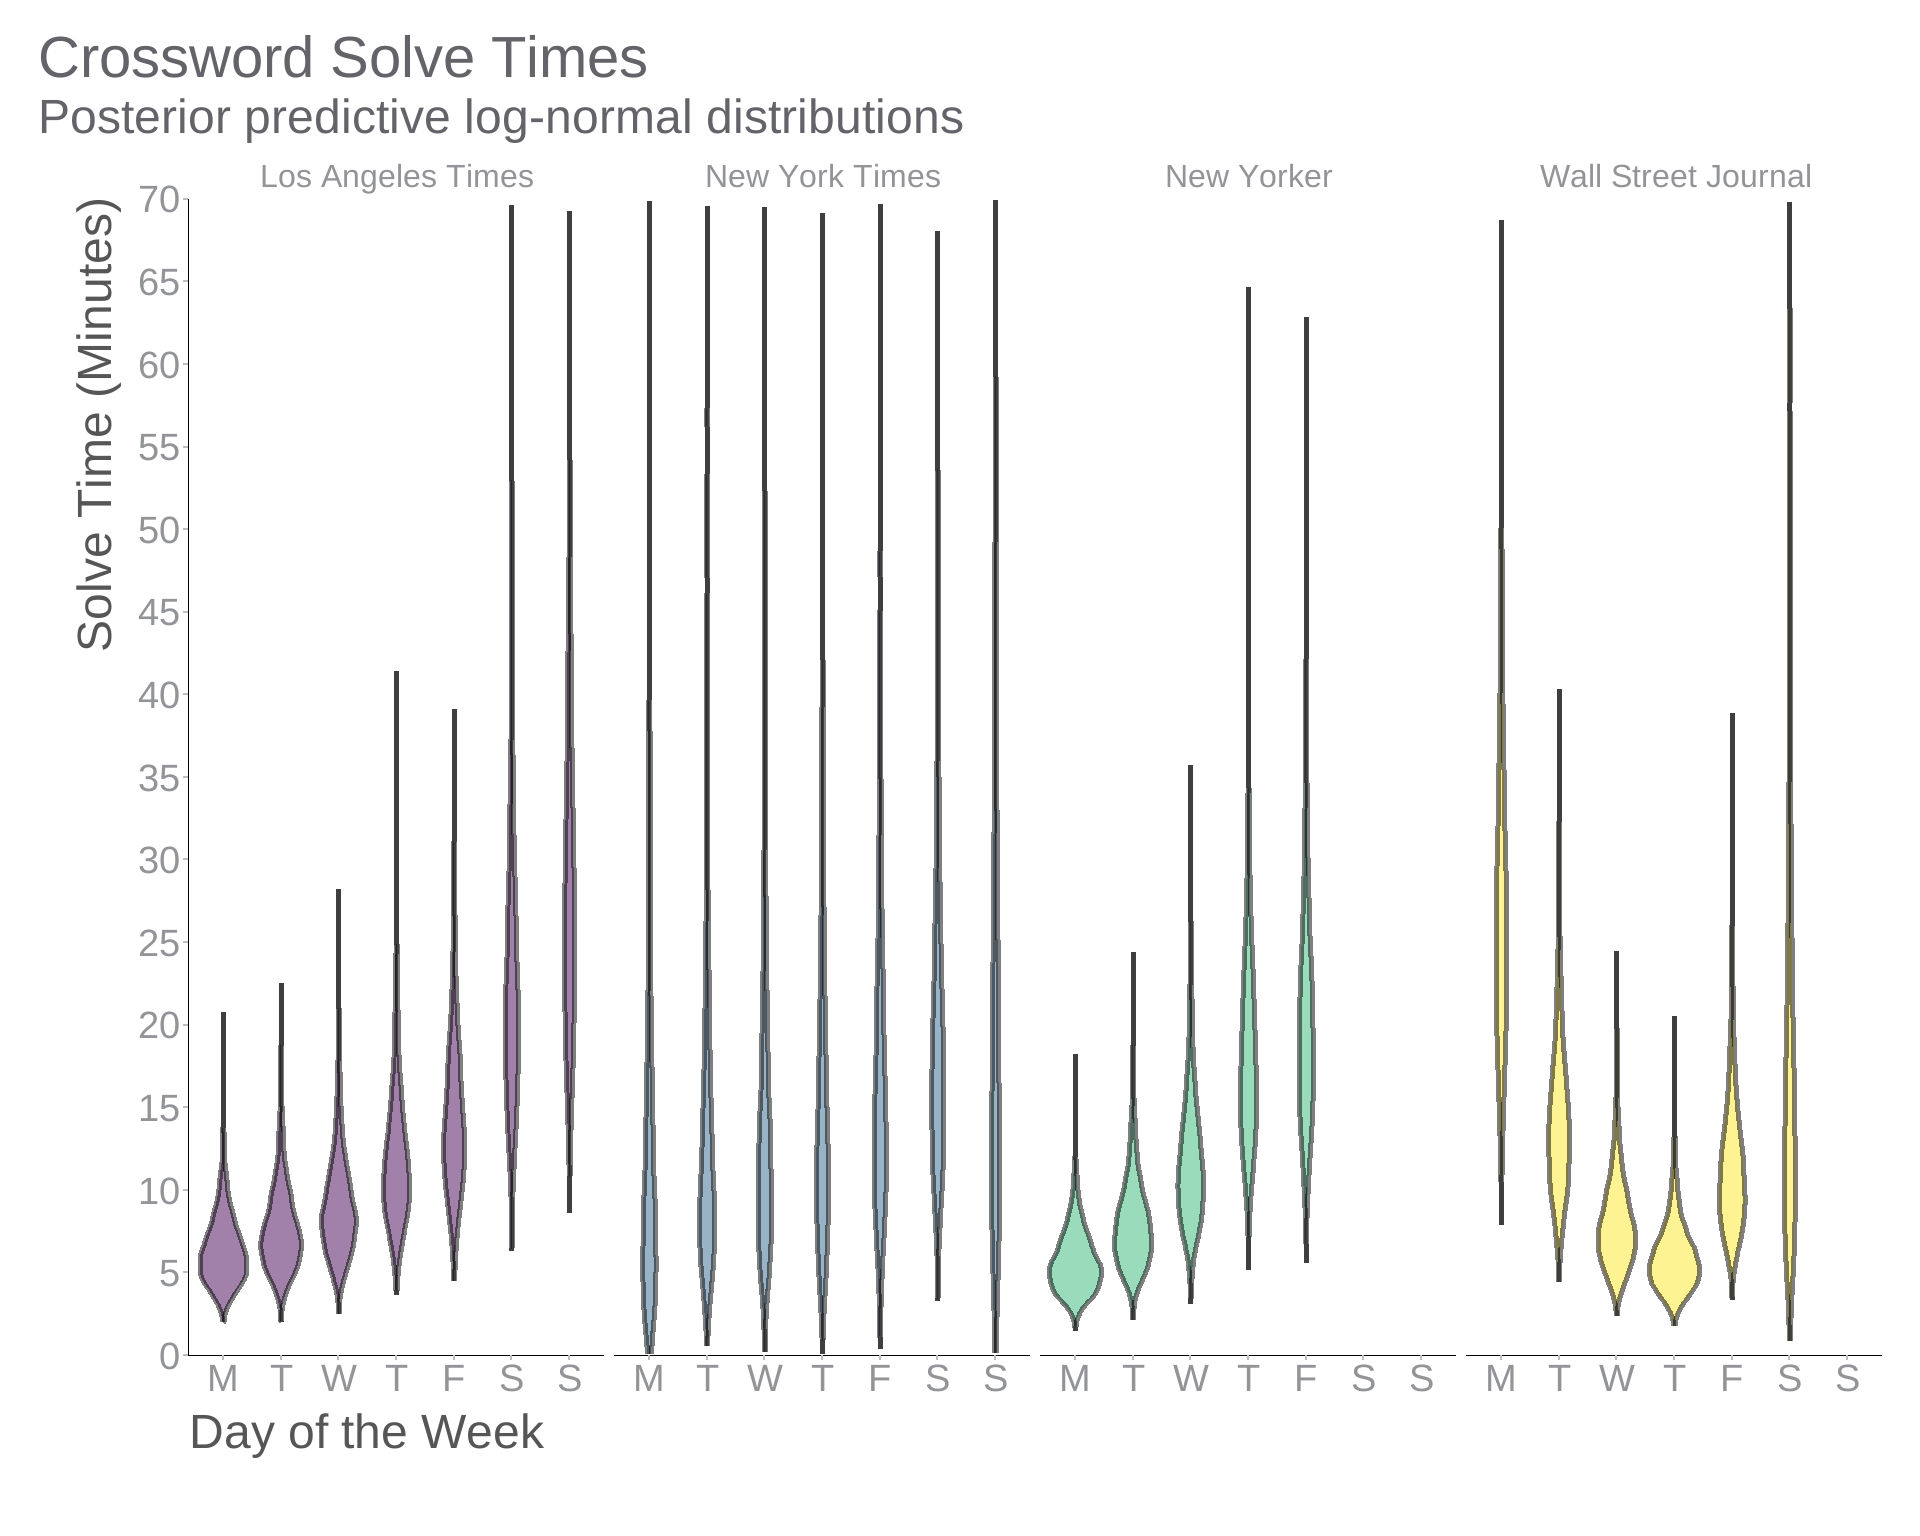 Crossword Solve Times
Posterior predictive log-normal distributions
Los Angeles Times New York Times New Yorker Wall Street Journal
Solve Time (Minutes)
70
65
60
55
50
45
40
35
30
25
20
15
10
5
0
M T W T F S S M T W T F S S M T W T F S S M T W T F S S
Day of the Week